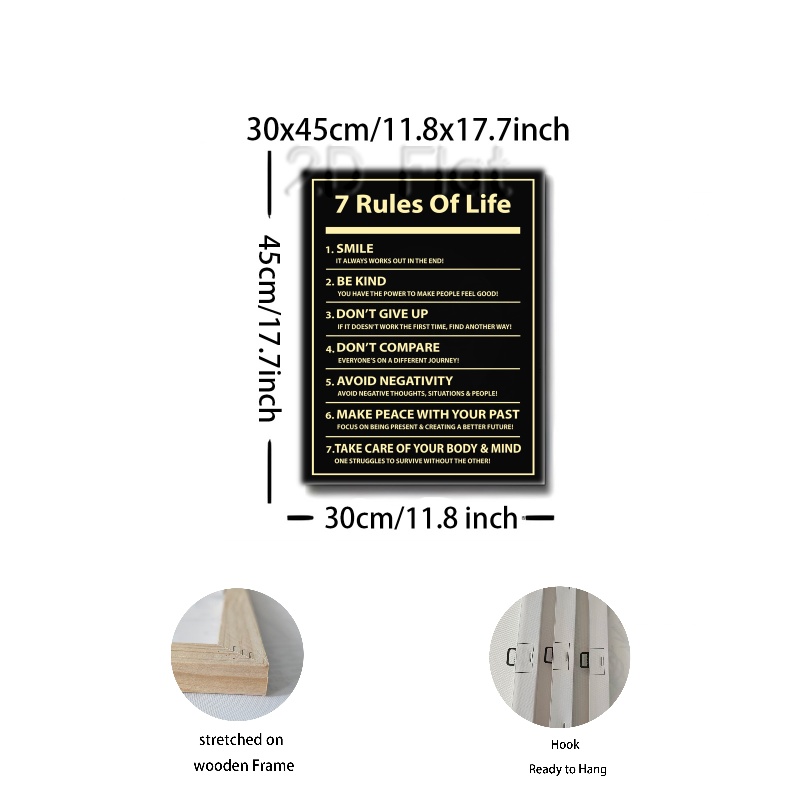 30x45cm/11.8x17.7inch
3D Flat
7 Rules Of Life
1. SMILE
IT ALWAYS WORKS OUT IN THE END!
2. BE KIND
YOU HAVE THE POWER TO MAKE PEOPLE FEEL GOOD!
3. DON'T GIVE UP
IF IT DOESN'T WORK THE FIRST TIME, FIND ANOTHER WAY!
4. DON'T COMPARE
EVERYONE'S ON A DIFFERENT JOURNEY!
5. AVOID NEGATIVITY
AVOID NEGATIVE THOUGHTS, SITUATIONS & PEOPLE!
6. MAKE PEACE WITH YOUR PAST
FOCUS ON BEING PRESENT & CREATING A BETTER FUTURE!
7.TAKE CARE OF YOUR BODY & MIND
ONE STRUGGLES TO SURVIVE WITHOUT THE OTHER!
45cm/17.7inch
30cm/11.8 inch
stretched on
wooden Frame
Hook
Ready to Hang